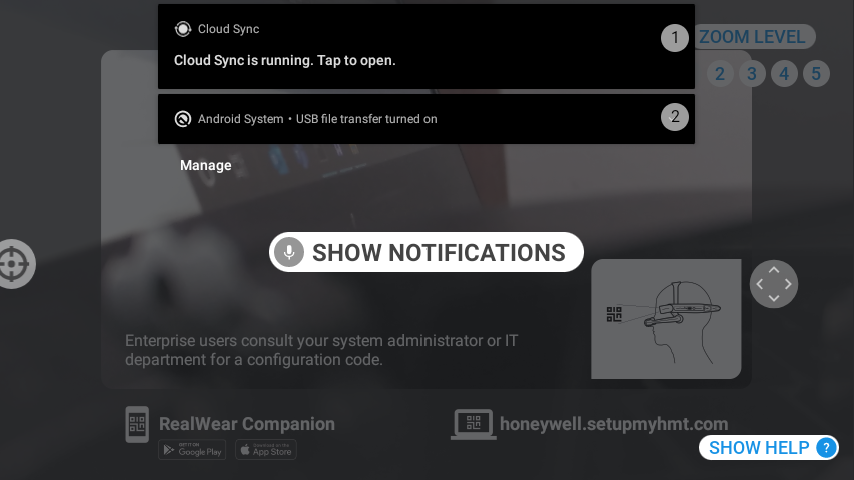 Cloud Sync
1
Cloud Sync is running. Tap to open.
ZOOM LEVEL
2
3
4
5
Android System • USB file transfer turned on
2
Manage
SHOW NOTIFICATIONS
Enterprise users consult your system administrator or IT
department for a configuration code.
RealWear Companion
GET IT ON
Google Play
Download on the
App Store
honeywell.setupmyhmt.com
SHOW HELP ?